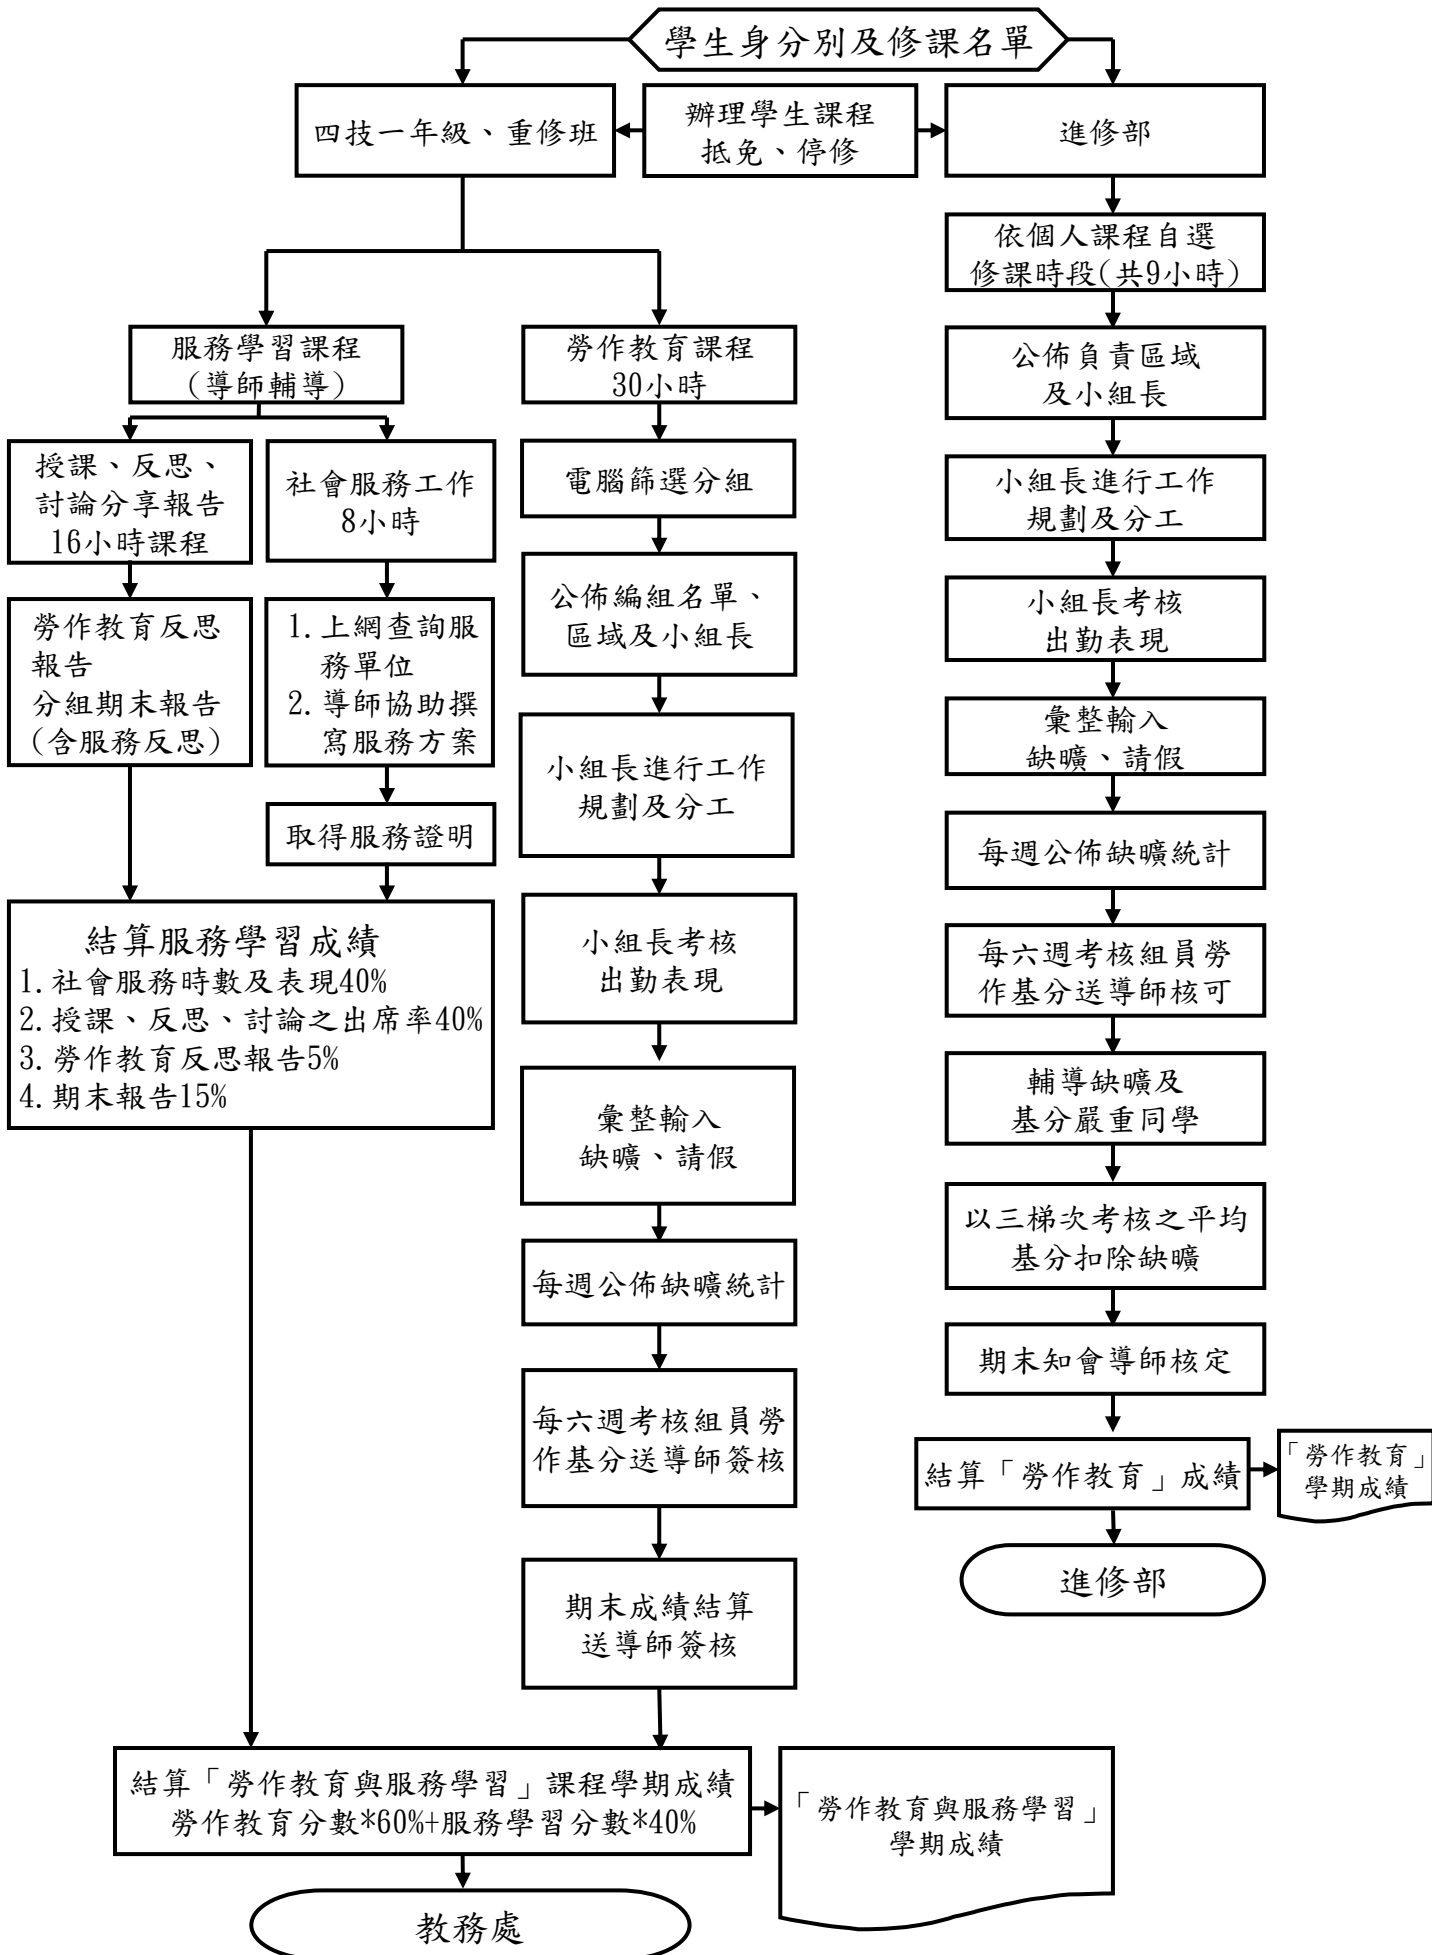 學生身分別及修課名單
四技一年級、重修班
辦理學生課程
抵免、停修
進修部
服務學習課程
(導師輔導)
授課、反思、
討論分享報告
16小時課程
社會服務工作
8小時
勞作教育反思
報告
分組期末報告
(含服務反思)
1.上網查詢服
務單位
2.導師協助撰
寫服務方案
取得服務證明
結算服務學習成績
1.社會服務時數及表現40%
2.授課、反思、討論之出席率40%
3.勞作教育反思報告5%
4.期末報告15%
勞作教育課程
30小時
電腦篩選分組
公佈編組名單、
區域及小組長
小組長進行工作
規劃及分工
小組長考核
出勤表現
彙整輸入
缺曠、請假
每週公佈缺曠統計
每六週考核組員勞
作基分送導師簽核
期末成績結算
送導師簽核
結算「勞作教育與服務學習」課程學期成績
勞作教育分數*60%+服務學習分數*40%
「勞作教育與服務學習」
學期成績
教務處
依個人課程自選
修課時段(共9小時)
公佈負責區域
及小組長
小組長進行工作
規劃及分工
小組長考核
出勤表現
彙整輸入
缺曠、請假
每週公佈缺曠統計
每六週考核組員勞
作基分送導師核可
輔導缺曠及
基分嚴重同學
以三梯次考核之平均
基分扣除缺曠
期末知會導師核定
結算「勞作教育」成績
「勞作教育」
學期成績
進修部